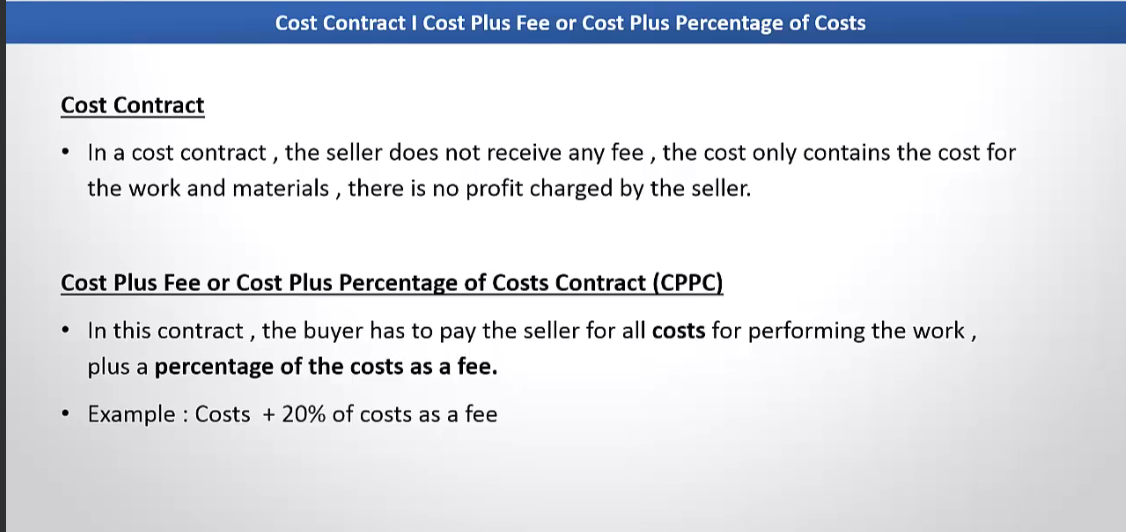 Cost Contract I Cost Plus Fee or Cost Plus Percentage of Costs
Cost Contract
• In a cost contract , the seller does not receive any fee , the cost only contains the cost for
the work and materials , there is no profit charged by the seller.
Cost Plus Fee or Cost Plus Percentage of Costs Contract (CPPC)
• In this contract , the buyer has to pay the seller for all costs for performing the work ,
plus a percentage of the costs as a fee.
• Example : Costs + 20% of costs as a fee